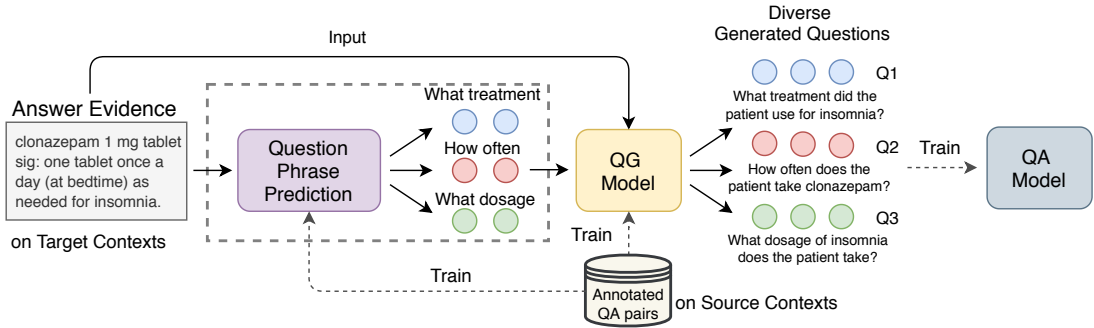 Diverse
Generated Questions
Input
Answer Evidence
clonazepam 1 mg tablet
sig: one tablet once a
day (at bedtime) as
needed for insomnia.
on Target Contexts
Question
Phrase
Prediction
What treatment
How often
What dosage
QG
Model
Q1
What treatment did the
patient use for insomnia?
Q2
How often does the
patient take clonazepam?
Q3
What dosage of insomnia
does the patient take?
Train
QA
Model
Train
Train
Annotated
QA pairs
on Source Contexts